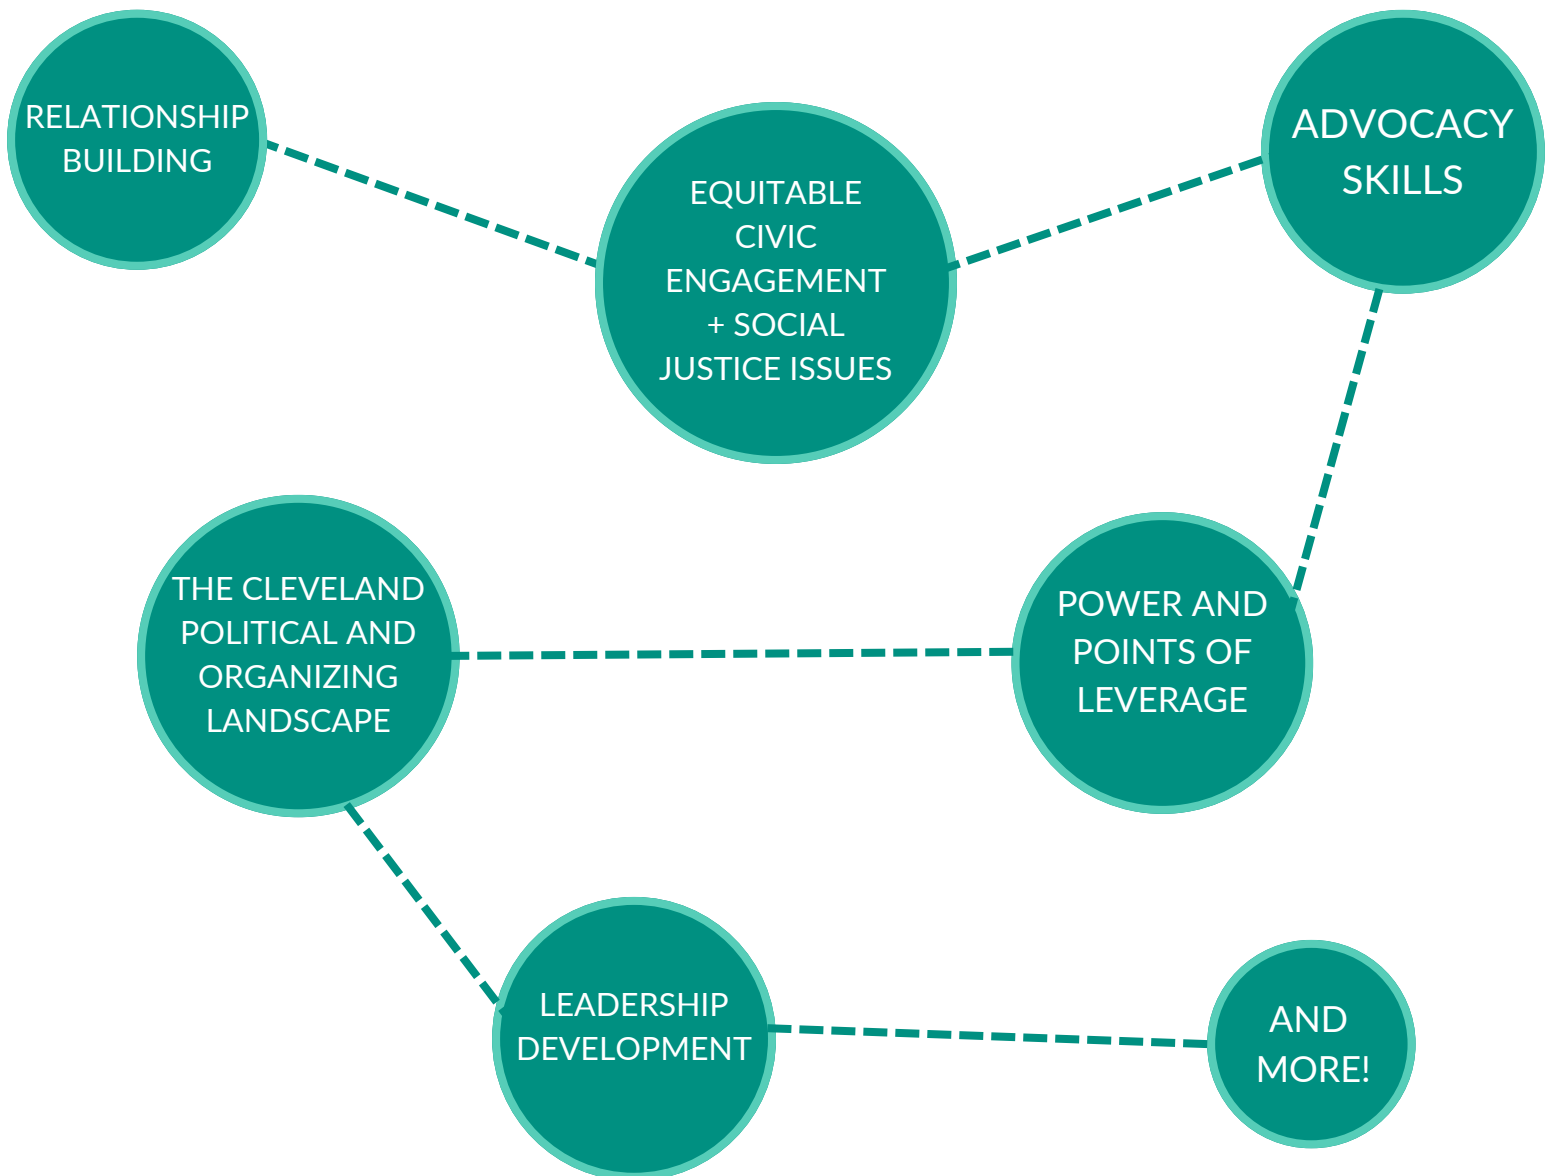 RELATIONSHIP
BUILDING
EQUITABLE
CIVIC
ENGAGEMENT
+ SOCIAL
JUSTICE ISSUES
ADVOCACY
SKILLS
POWER AND
POINTS OF
LEVERAGE
THE CLEVELAND
POLITICAL AND
ORGANIZING
LANDSCAPE
LEADERSHIP
DEVELOPMENT
AND
MORE!